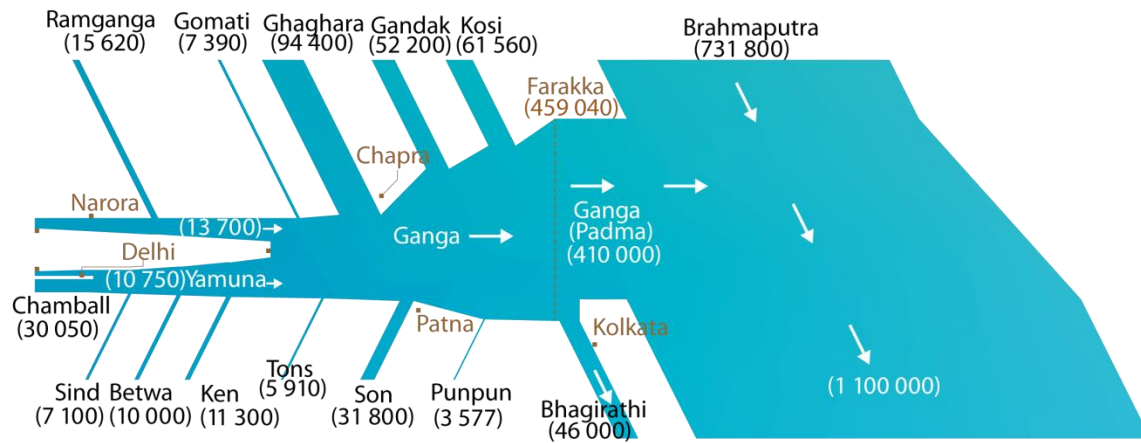 Ramganga
(15 620)
Gomati
(7 390)
Ghaghara
(94 400)
Gandak
(52 200)
Kosi
(61 560)
Brahmaputra
(731 800)
Farakka
(459 040)
Chapra
Narora
(13 700)
Delhi
(10 750)Yamuna
Ganga
Ganga
(Padma)
(410 000)
Chamball
(30 050)
Patna
Kolkata
Sind
(7 100)
Betwa
(10 000)
Ken
(11 300)
Tons
(5 910)
Son
(31 800)
Punpun
(3 577)
Bhagirathi
(46 000)
(1 100 000)